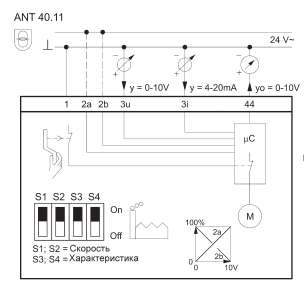 ANT 40.11
24 V~
⊥
− − −
+ + +
y = 0-10V y = 4-20mA yo = 0-10V
1 2a 2b 3u 3i 44
µC
S1 S2 S3 S4
On
Off
M
S1; S2 = Скорость
S3; S4 = Характеристика
100%
2a
2b
0
0 10V